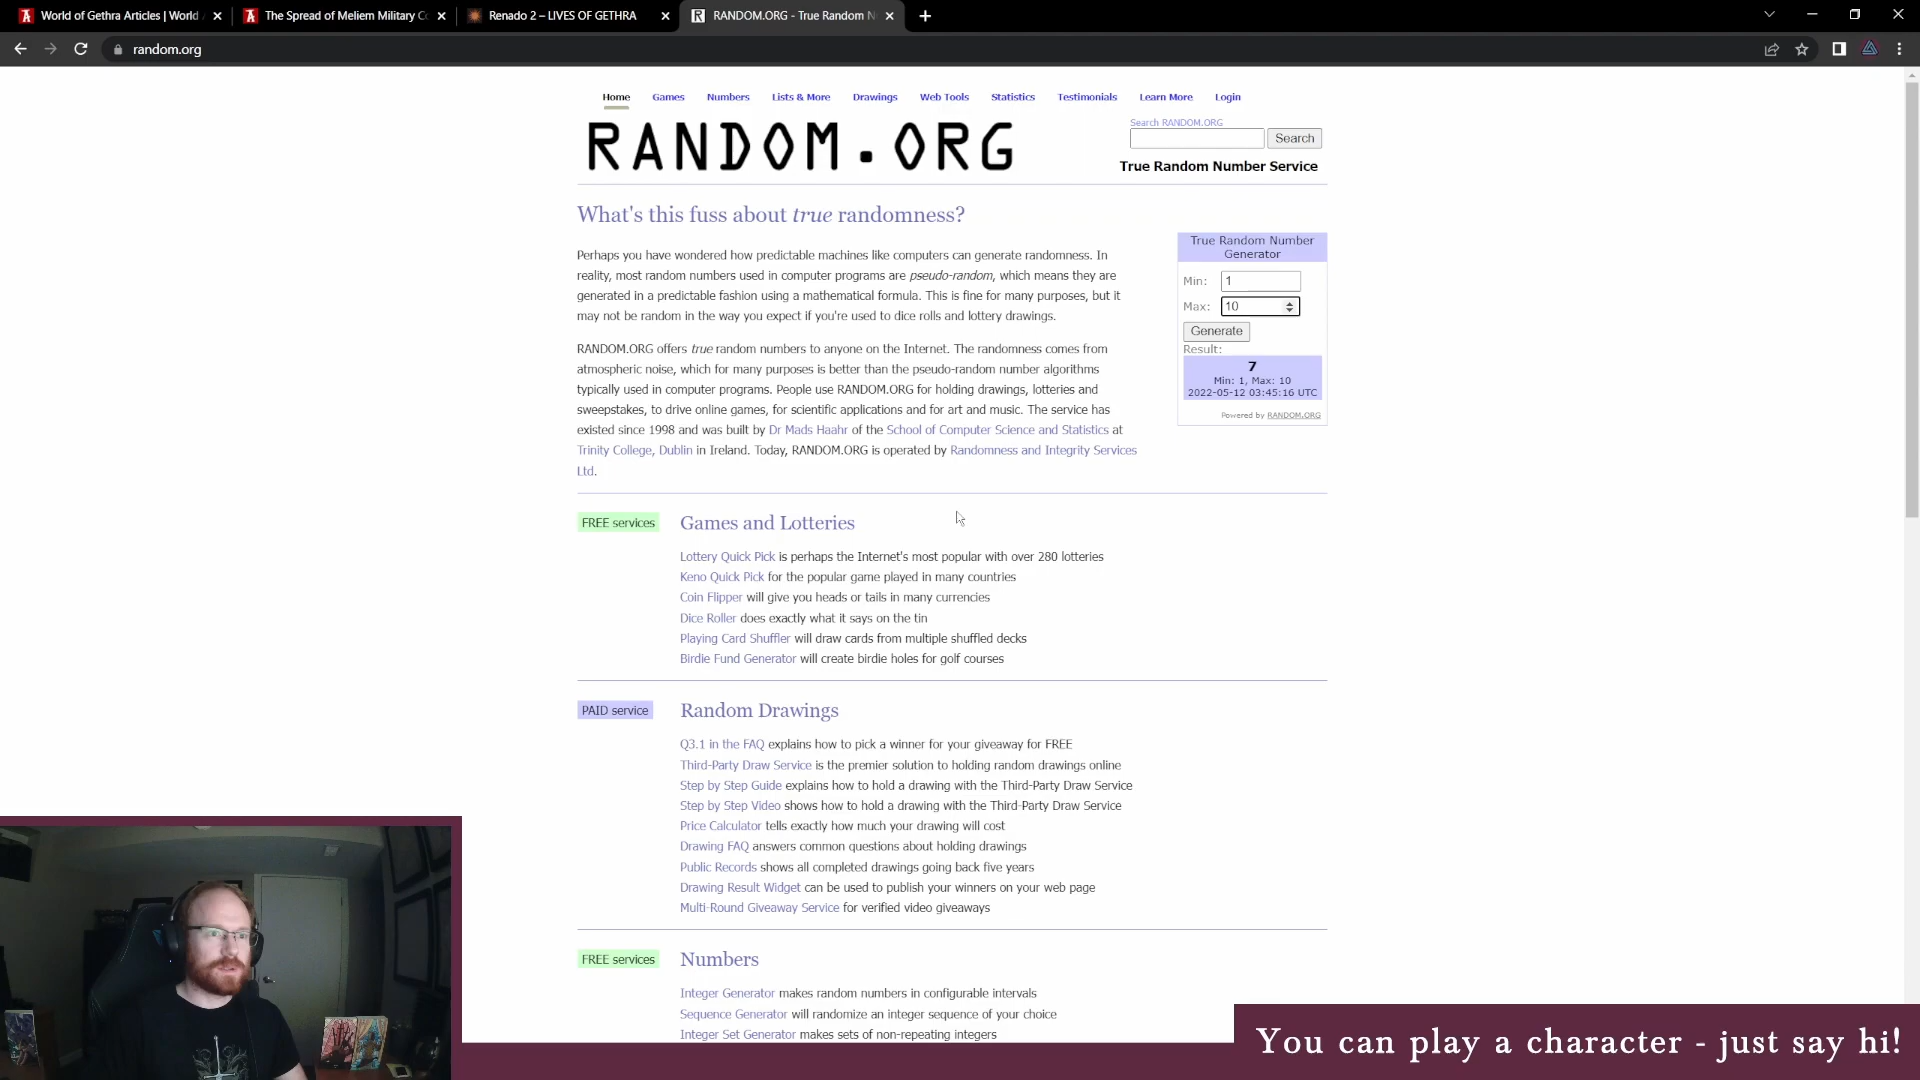 World of Gethra Articles | World
The Spread of Meliem Military Co
Renado 2 – LIVES OF GETHRA
RANDOM.ORG - True Random N
random.org
Home Games Numbers Lists & More Drawings Web Tools Statistics Testimonials Learn More Login
RANDOM.ORG
Search RANDOM.ORG
Search
True Random Number Service
What's this fuss about true randomness?
Perhaps you have wondered how predictable machines like computers can generate randomness. In
reality, most random numbers used in computer programs are pseudo-random, which means they are
generated in a predictable fashion using a mathematical formula. This is fine for many purposes, but it
may not be random in the way you expect if you're used to dice rolls and lottery drawings.
RANDOM.ORG offers true random numbers to anyone on the Internet. The randomness comes from
atmospheric noise, which for many purposes is better than the pseudo-random number algorithms
typically used in computer programs. People use RANDOM.ORG for holding drawings, lotteries and
sweepstakes, to drive online games, for scientific applications and for art and music. The service has
existed since 1998 and was built by Dr Mads Haahr of the School of Computer Science and Statistics at
Trinity College, Dublin in Ireland. Today, RANDOM.ORG is operated by Randomness and Integrity Services
Ltd.
True Random Number
Generator
Min: 1
Max: 10
Generate
Result:
7
Min: 1, Max: 10
2022-05-12 03:45:16 UTC
Powered by RANDOM.ORG
FREE services
Games and Lotteries
Lottery Quick Pick is perhaps the Internet's most popular with over 280 lotteries
Keno Quick Pick for the popular game played in many countries
Coin Flipper will give you heads or tails in many currencies
Dice Roller does exactly what it says on the tin
Playing Card Shuffler will draw cards from multiple shuffled decks
Birdie Fund Generator will create birdie holes for golf courses
PAID service
Random Drawings
Q3.1 in the FAQ explains how to pick a winner for your giveaway for FREE
Third-Party Draw Service is the premier solution to holding random drawings online
Step by Step Guide explains how to hold a drawing with the Third-Party Draw Service
Step by Step Video shows how to hold a drawing with the Third-Party Draw Service
Price Calculator tells exactly how much your drawing will cost
Drawing FAQ answers common questions about holding drawings
Public Records shows all completed drawings going back five years
Drawing Result Widget can be used to publish your winners on your web page
Multi-Round Giveaway Service for verified video giveaways
FREE services
Numbers
Integer Generator makes random numbers in configurable intervals
Sequence Generator will randomize an integer sequence of your choice
Integer Set Generator makes sets of non-repeating integers
You can play a character - just say hi!